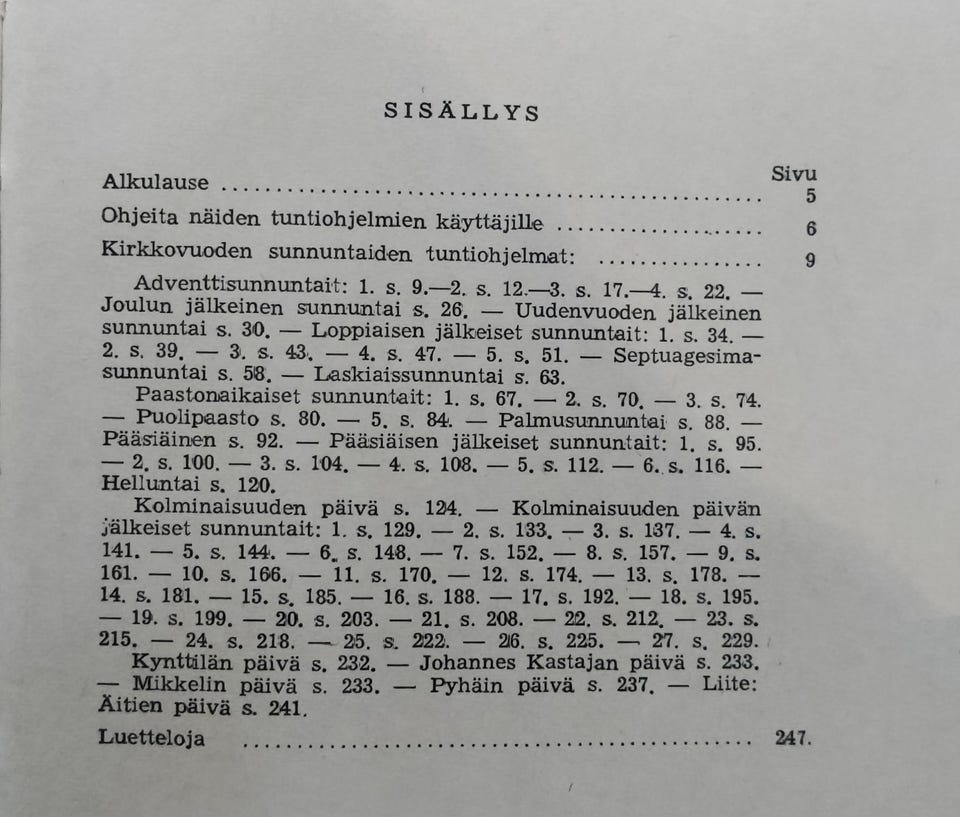 SISÄLLYS
Sivu
Alkulause .................................................. 5
Ohjeita näiden tuntiohjelmien käyttäjille ................... 6
Kirkkovuoden sunnuntaiden tuntiohjelmat: ................ 9
Adventtisunnuntait: 1. s. 9.—2. s. 12.—3. s. 17.—4. s. 22. —
Joulun jälkeinen sunnuntai s. 26. — Uudenvuoden jälkeinen
sunnuntai s. 30. — Loppiaisen jälkeiset sunnuntait: 1. s. 34. —
2. s. 39. — 3. s. 43. — 4. s. 47. — 5. s. 51. — Septuagesima-
sunnuntai s. 58. — Laskiaissunnuntai s. 63.
Paastonaikaiset sunnuntait: 1. s. 67. — 2. s. 70. — 3. s. 74.
— Puolipaasto s. 80. — 5. s. 84. — Palmusunnuntai s. 88. —
Pääsiäinen s. 92. — Pääsiäisen jälkeiset sunnuntait: 1. s. 95.
— 2. s. 100. — 3. s. 104. — 4. s. 108. — 5. s. 112. — 6. s. 116. —
Helluntai s. 120.
Kolminaisuuden päivä s. 124. — Kolminaisuuden päivän
jälkeiset sunnuntait: 1. s. 129. — 2. s. 133. — 3. s. 137. — 4. s.
141. — 5. s. 144. — 6. s. 148. — 7. s. 152. — 8. s. 157. — 9. s.
161. — 10. s. 166. — 11. s. 170. — 12. s. 174. — 13. s. 178. —
14. s. 181. — 15. s. 185. — 16. s. 188. — 17. s. 192. — 18. s. 195.
— 19. s. 199. — 20. s. 203. — 21. s. 208. — 22. s. 212. — 23. s.
215. — 24. s. 218. — 25. s. 222. — 26. s. 225. — 27. s. 229.
Kynttilän päivä s. 232. — Johannes Kastajan päivä s. 233.
— Mikkelin päivä s. 233. — Pyhäin päivä s. 237. — Liite:
Äitien päivä s. 241.
Luetteloja ............................................... 247.